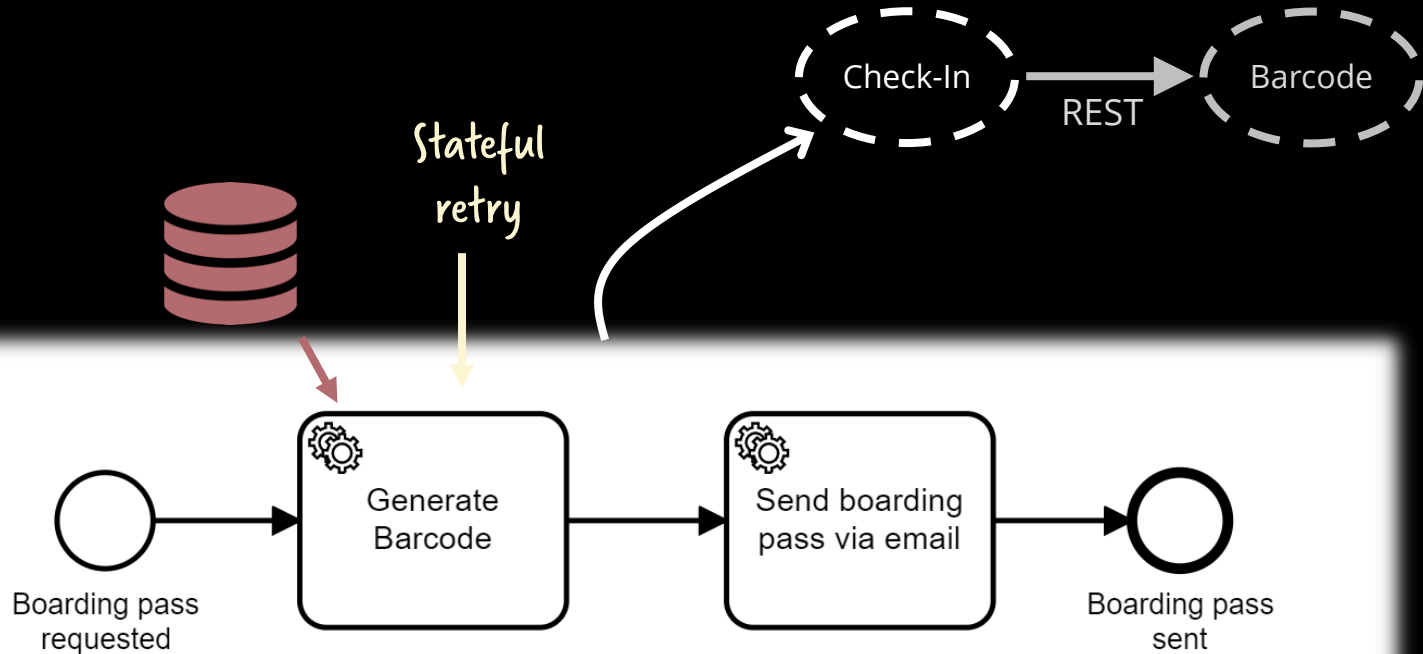 Check-In
REST
Barcode
Stateful
retry
Generate
Barcode
Send boarding
pass via email
Boarding pass
requested
Boarding pass
sent